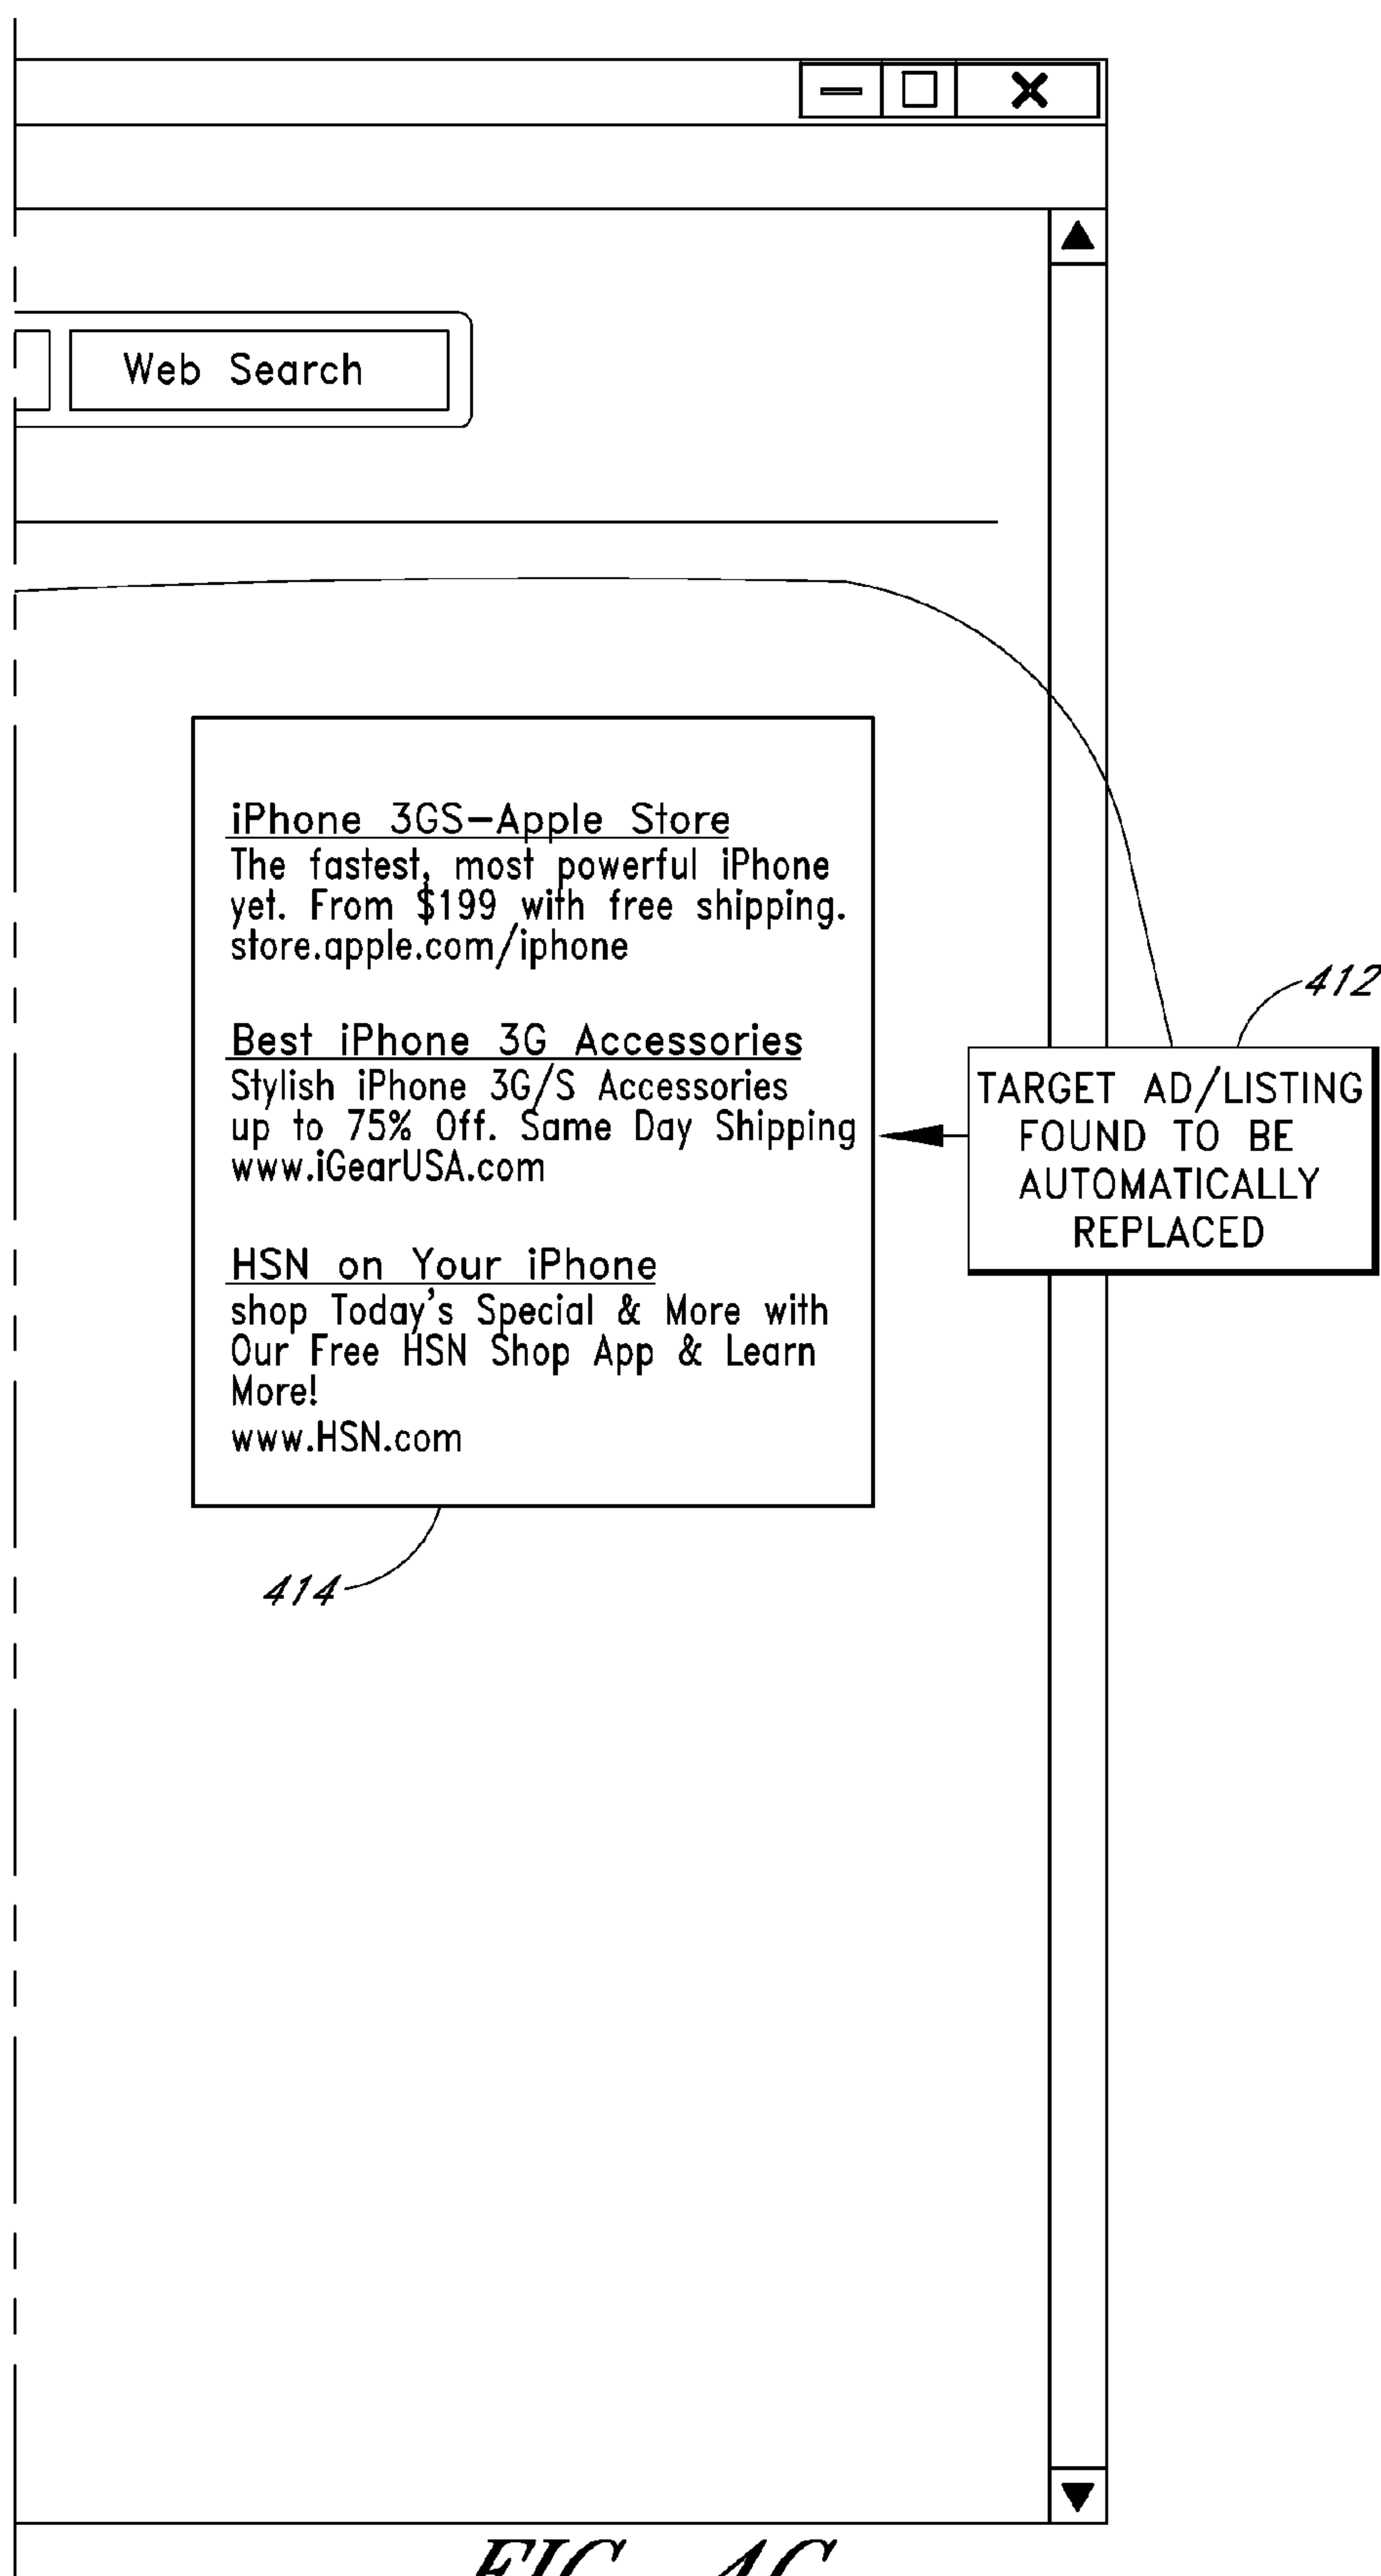 Web Search
iPhone 3GS-Apple Store
The fastest, most powerful iPhone
yet. From $199 with free shipping.
store.apple.com/iphone
Best iPhone 3G Accessories
Stylish iPhone 3G/S Accessories
up to 75% Off. Same Day Shipping
www.iGearUSA.com
HSN on Your iPhone
shop Today's Special & More with
Our Free HSN Shop App & Learn
More!
www.HSN.com
412
TARGET AD/LISTING
FOUND TO BE
AUTOMATICALLY
REPLACED
414
FIG. 4C